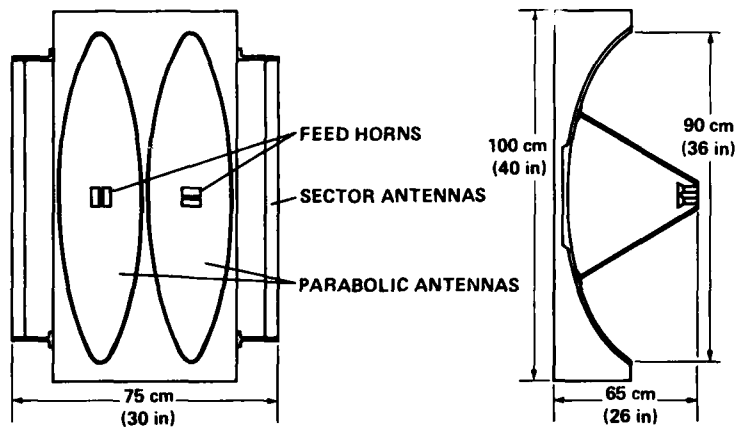 FEED HORNS
SECTOR ANTENNAS
PARABOLIC ANTENNAS
75 cm
(30 in)
100 cm
(40 in)
90 cm
(36 in)
65 cm
(26 in)